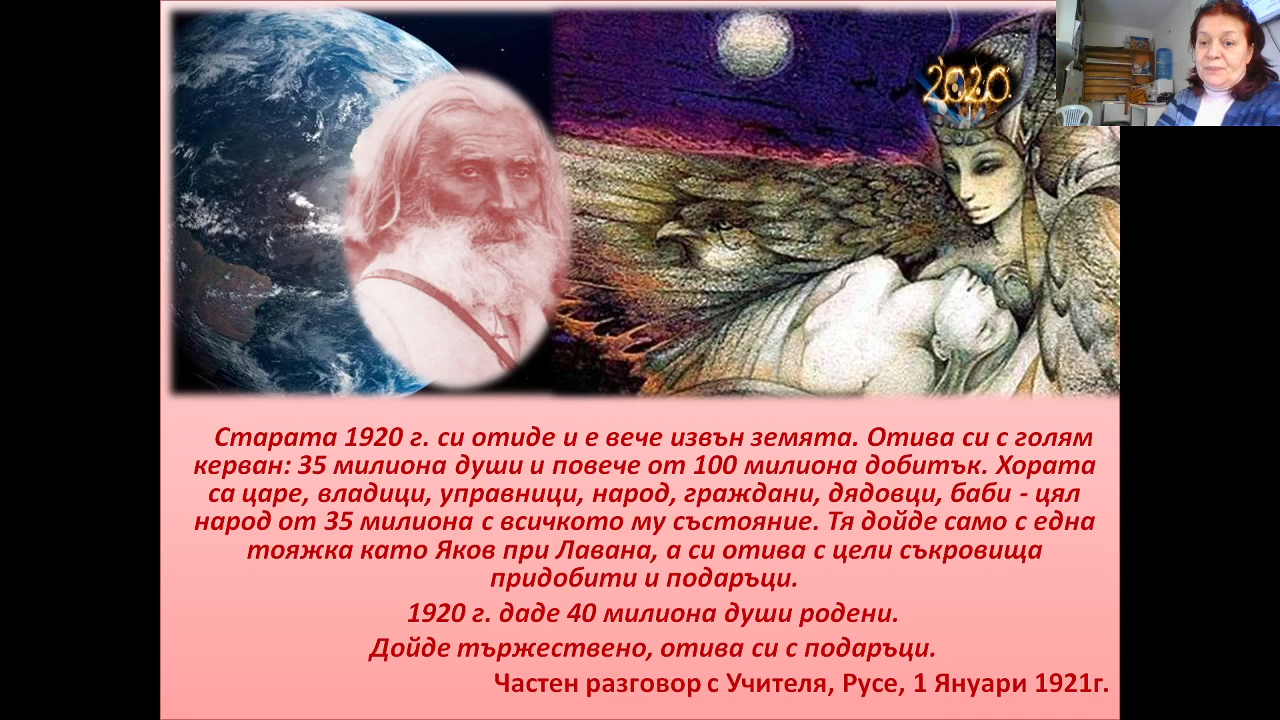 2020
Старата 1920 г. си отиде и е вече извън земята. Отива си с голям
керван: 35 милиона души и повече от 100 милиона добитък. Хората
са царе, владици, управници, народ, граждани, дядовци, баби - цял
народ от 35 милиона с всичкото му състояние. Тя дойде само с една
тояжка като Яков при Лавана, а си отива с цели съкровища
придобити и подаръци.
1920 г. даде 40 милиона души родени.
Дойде тържествено, отива си с подаръци.
Частен разговор с Учителя, Русе, 1 Януари 1921г.